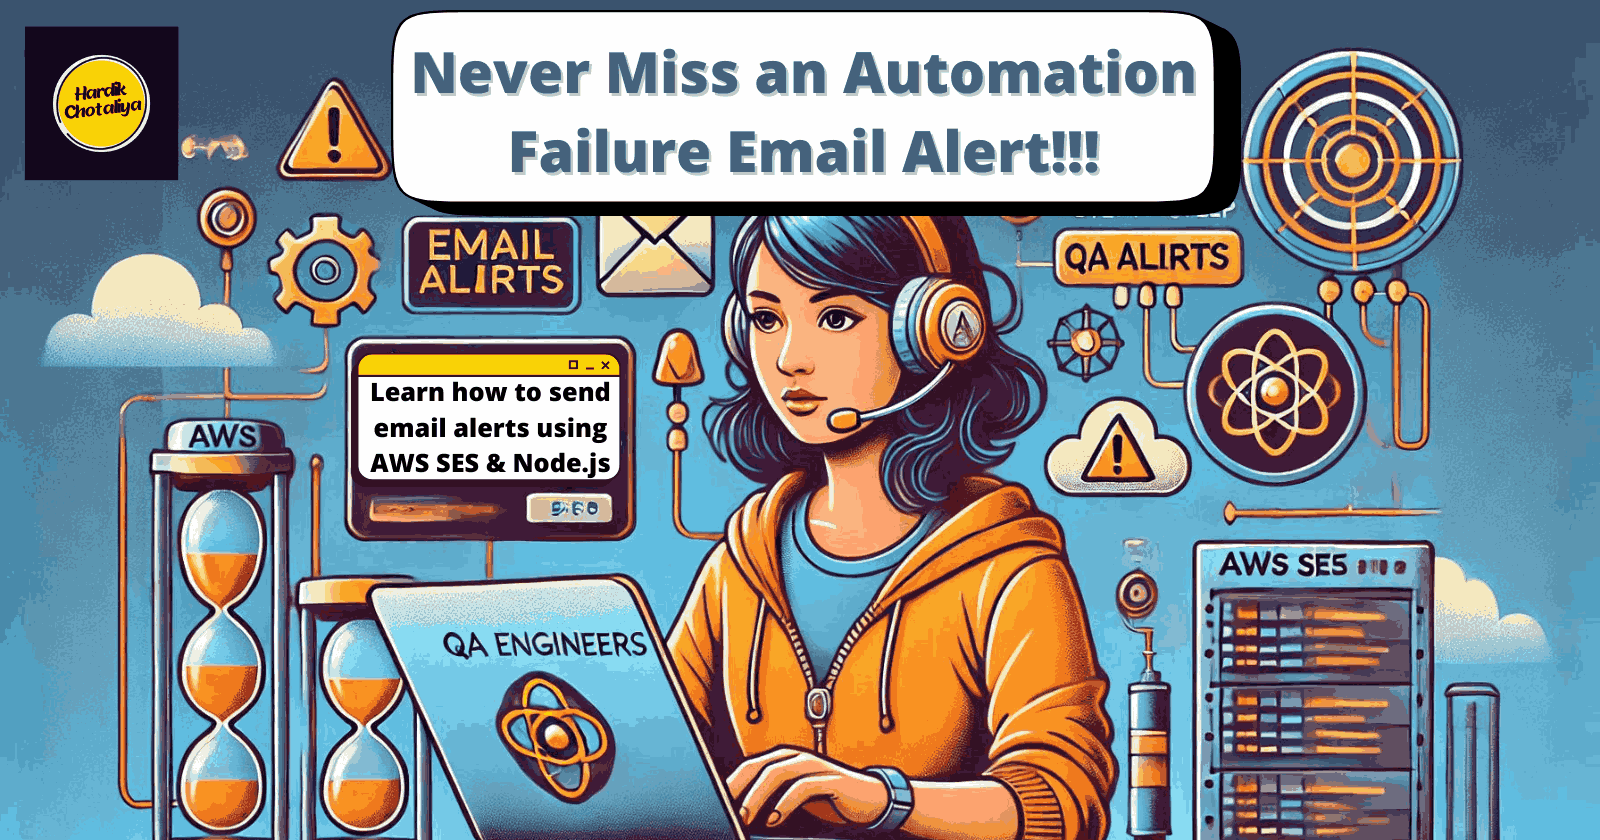 Never Miss an Automation
Failure Email Alert!!!
Hardik
Chotaliya
EMAIL
ALIRTS
QA ALIRTS
Learn how to send
email alerts using
AWS SES & Node.js
AWS
AWS SE5
QA ENGINEERS